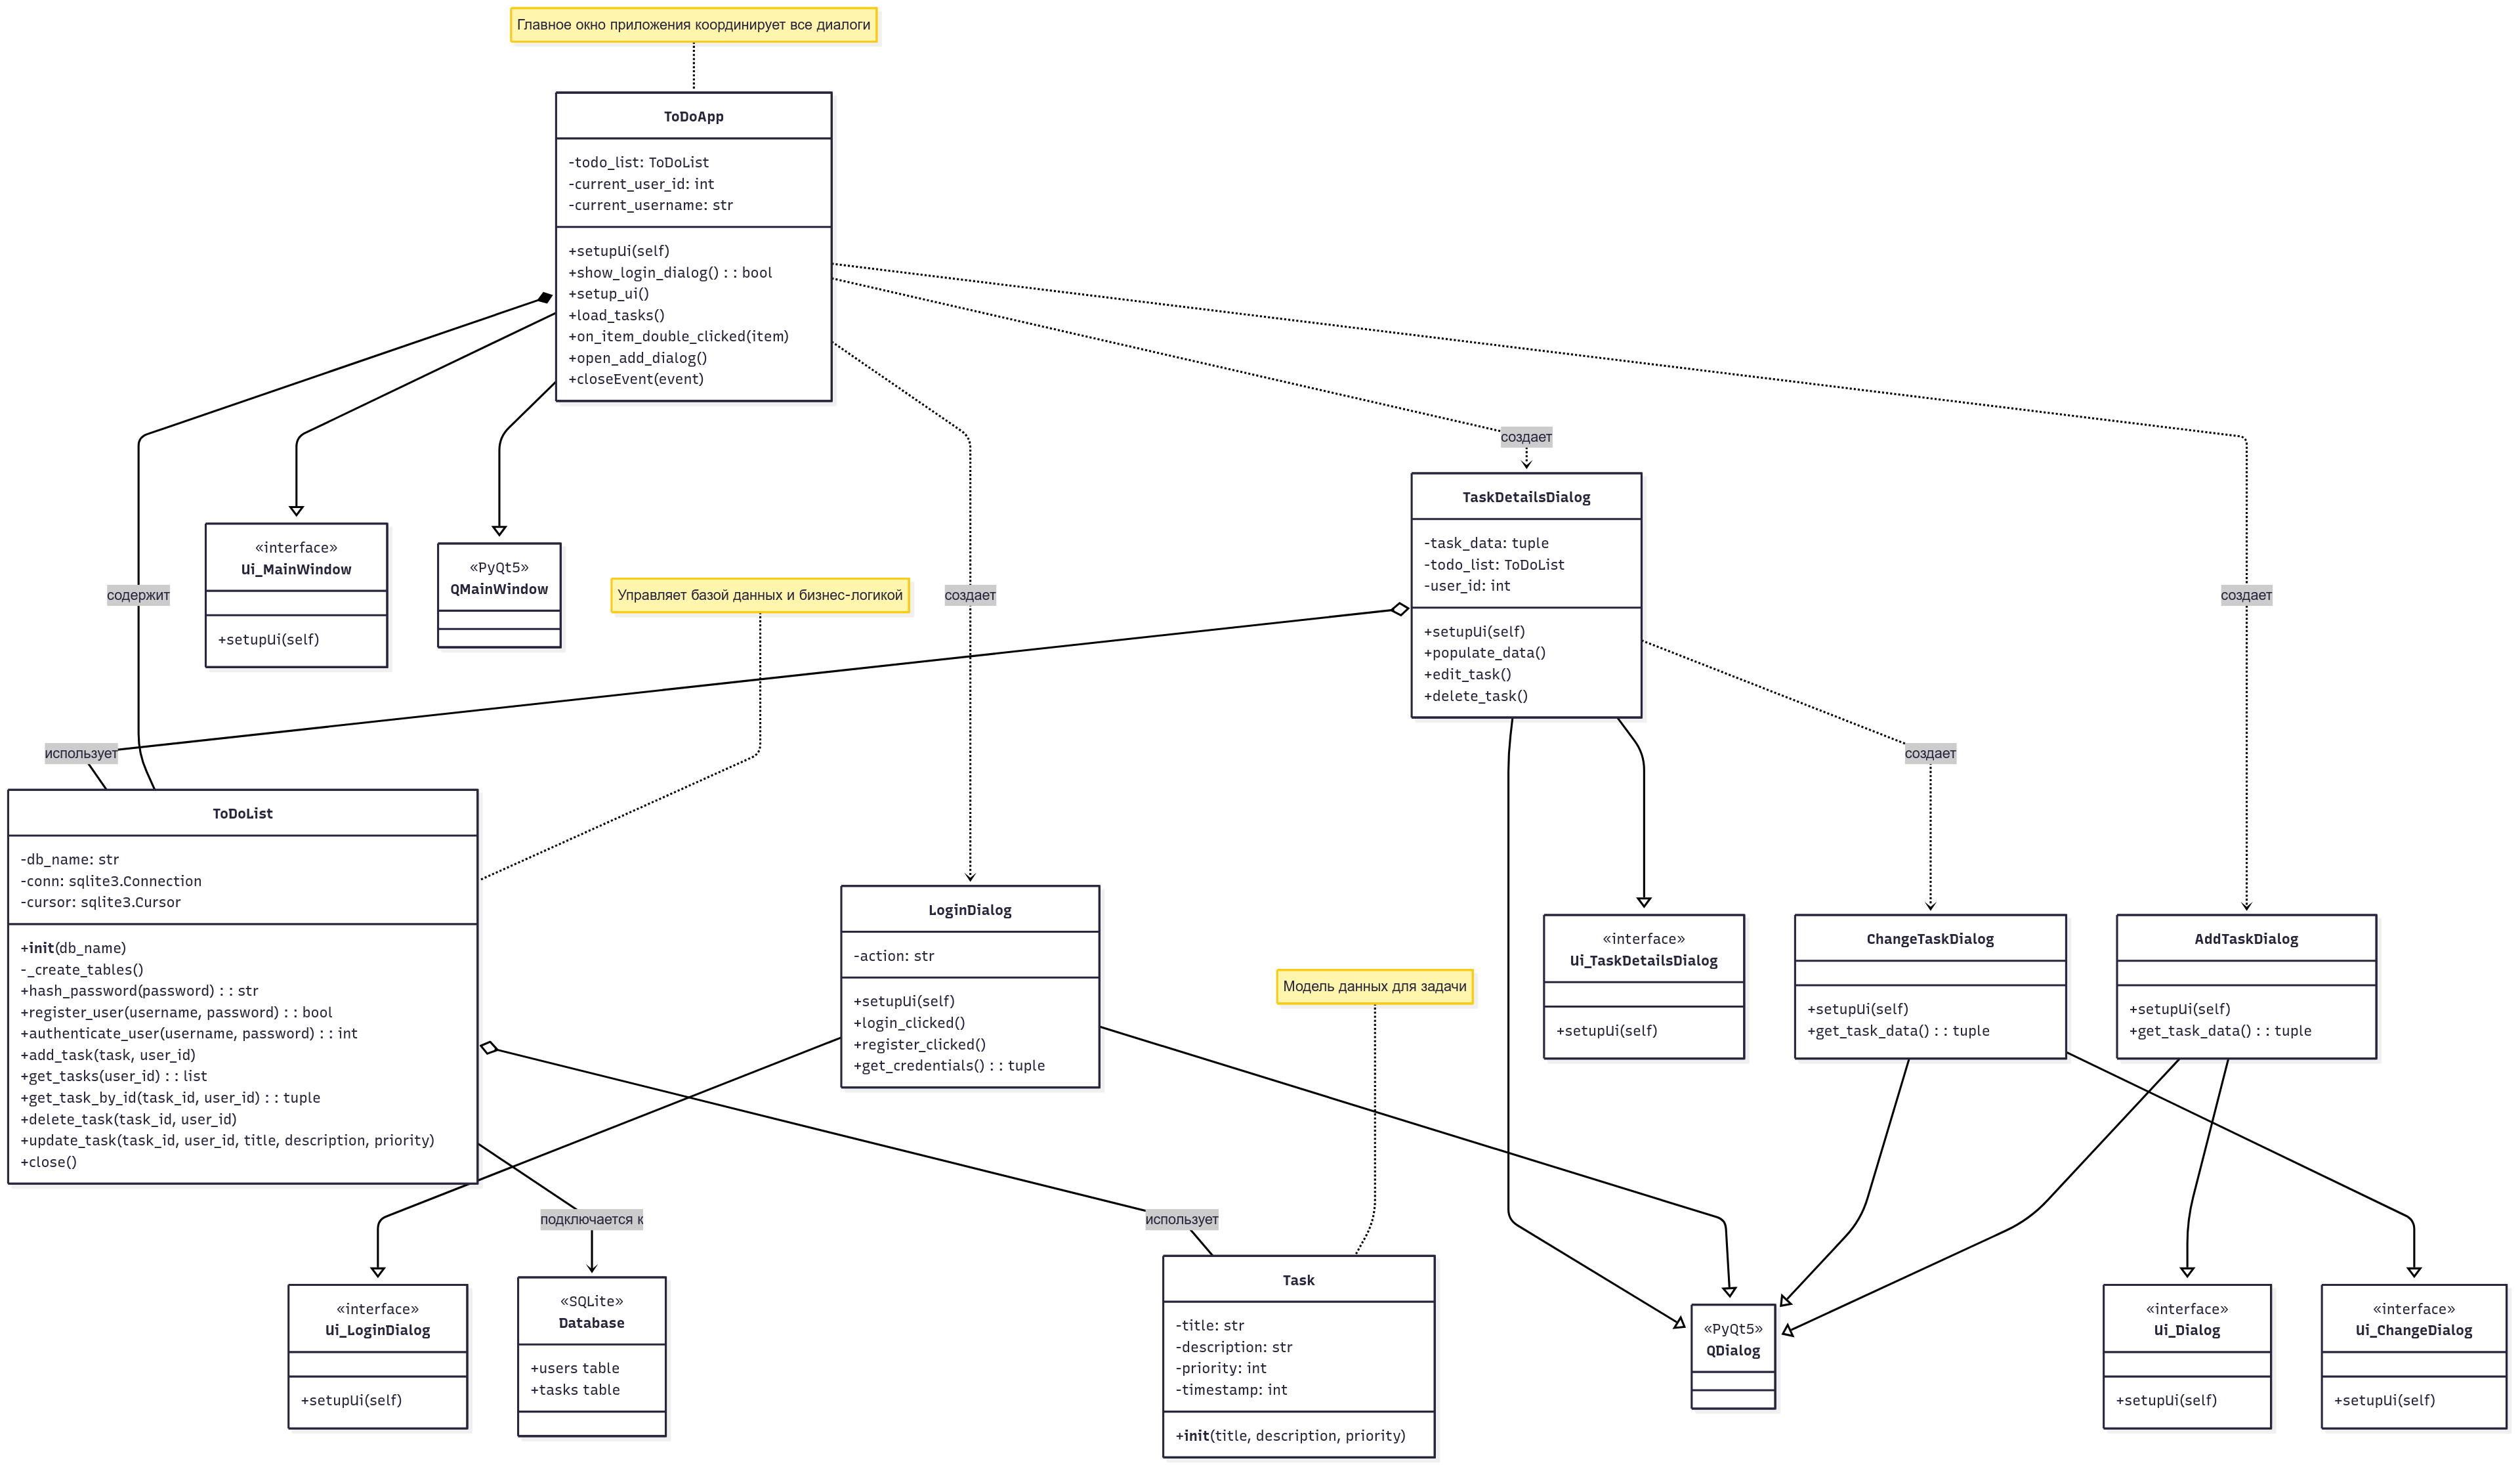 Главное окно приложения координирует все диалоги
ToDoApp
-todo_list: ToDoList
-current_user_id: int
-current_username: str
+setupUi(self)
+show_login_dialog() : : bool
+setup_ui()
+load_tasks()
+on_item_double_clicked(item)
+open_add_dialog()
+closeEvent(event)
создает
TaskDetailsDialog
-task_data: tuple
-todo_list: ToDoList
-user_id: int
+setupUi(self)
+populate_data()
+edit_task()
+delete_task()
«interface»
Ui_MainWindow
+setupUi(self)
«PyQt5»
QMainWindow
содержит
Управляет базой данных и бизнес-логикой
создает
создает
использует
создает
ToDoList
-db_name: str
-conn: sqlite3.Connection
-cursor: sqlite3.Cursor
+init(db_name)
-_create_tables()
+hash_password(password) : : str
+register_user(username, password) : : bool
+authenticate_user(username, password) : : int
+add_task(task, user_id)
+get_tasks(user_id) : : list
+get_task_by_id(task_id, user_id) : : tuple
+delete_task(task_id, user_id)
+update_task(task_id, user_id, title, description, priority)
+close()
LoginDialog
-action: str
+setupUi(self)
+login_clicked()
+register_clicked()
+get_credentials() : : tuple
Модель данных для задачи
«interface»
Ui_TaskDetailsDialog
+setupUi(self)
ChangeTaskDialog
+setupUi(self)
+get_task_data() : : tuple
AddTaskDialog
+setupUi(self)
+get_task_data() : : tuple
подключается к
использует
«interface»
Ui_LoginDialog
+setupUi(self)
«SQLite»
Database
+users table
+tasks table
Task
-title: str
-description: str
-priority: int
-timestamp: int
+init(title, description, priority)
«PyQt5»
QDialog
«interface»
Ui_Dialog
+setupUi(self)
«interface»
Ui_ChangeDialog
+setupUi(self)